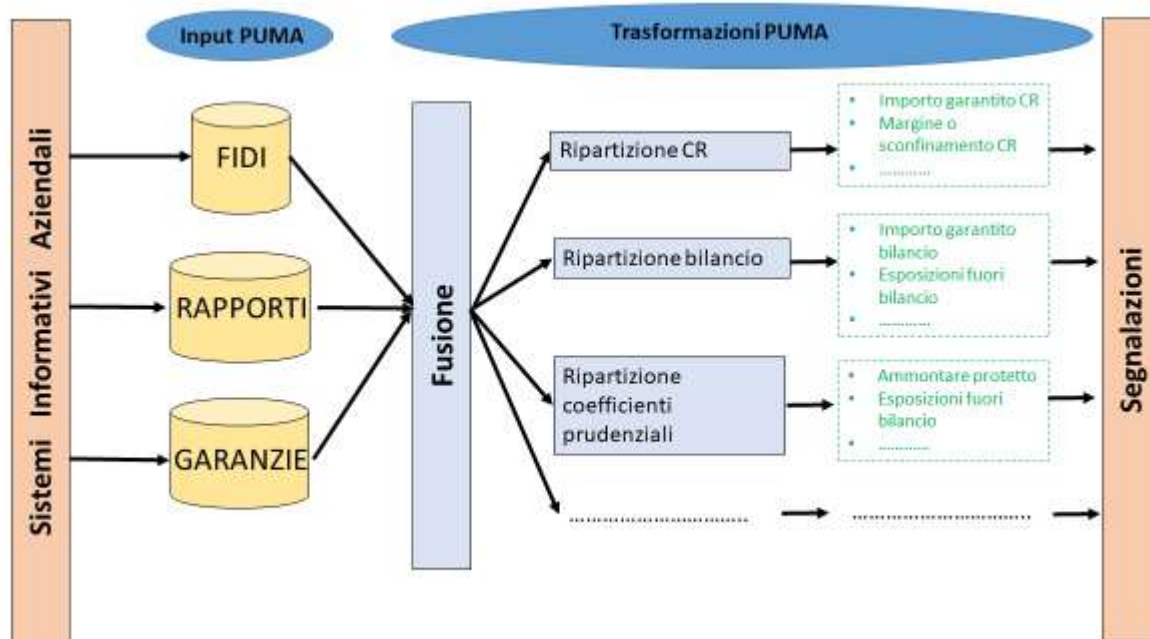 Input PUMA
Trasformazioni PUMA
Sistemi Informativi Aziendali
FIDI
RAPPORTI
GARANZIE
Fusione
Ripartizione CR
• Importo garantito CR
• Margine o
sconfinamento CR
• ............
Ripartizione bilancio
• Importo garantito
bilancio
• Esposizioni fuori
bilancio
• ............
Ripartizione
coefficienti
prudenziali
• Ammontare protetto
• Esposizioni fuori
bilancio
• ............
..............................
..............................
Segnalazioni